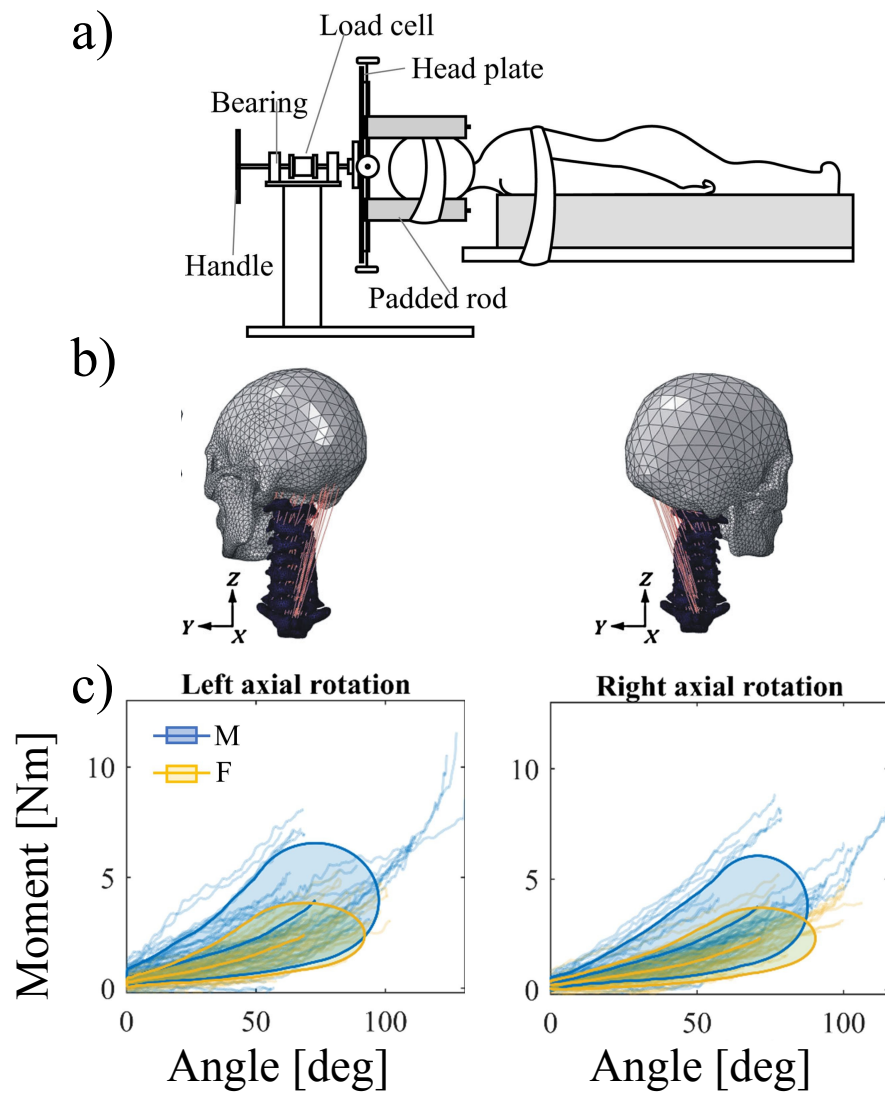 a)
Load cell
Head plate
Bearing
Handle
Padded rod
b)
Z
Y
X
Z
Y
X
c)
Left axial rotation
Right axial rotation
M
F
Moment [Nm]
10
5
0
0
50
100
10
5
0
0
50
100
Angle [deg]
Angle [deg]